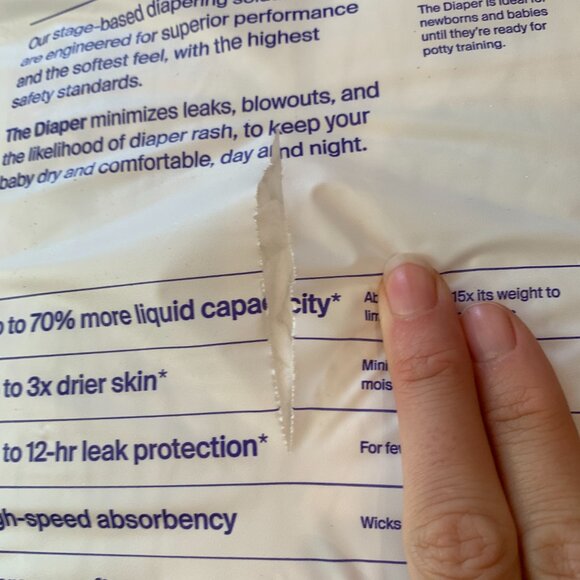 Our stage-based diapering
are engineered for superior performance
and the softest feel, with the highest
safety standards.
The Diaper is ideal for
newborns and babies
until they're ready for
potty training.
The Diaper minimizes leaks, blowouts, and
the likelihood of diaper rash, to keep your
baby dry and comfortable, day and night.
to 70% more liquid capacity*
15x its weight to
to 3x drier skin*
Mini
mois
to 12-hr leak protection*
For
gh-speed absorbency
Wicks